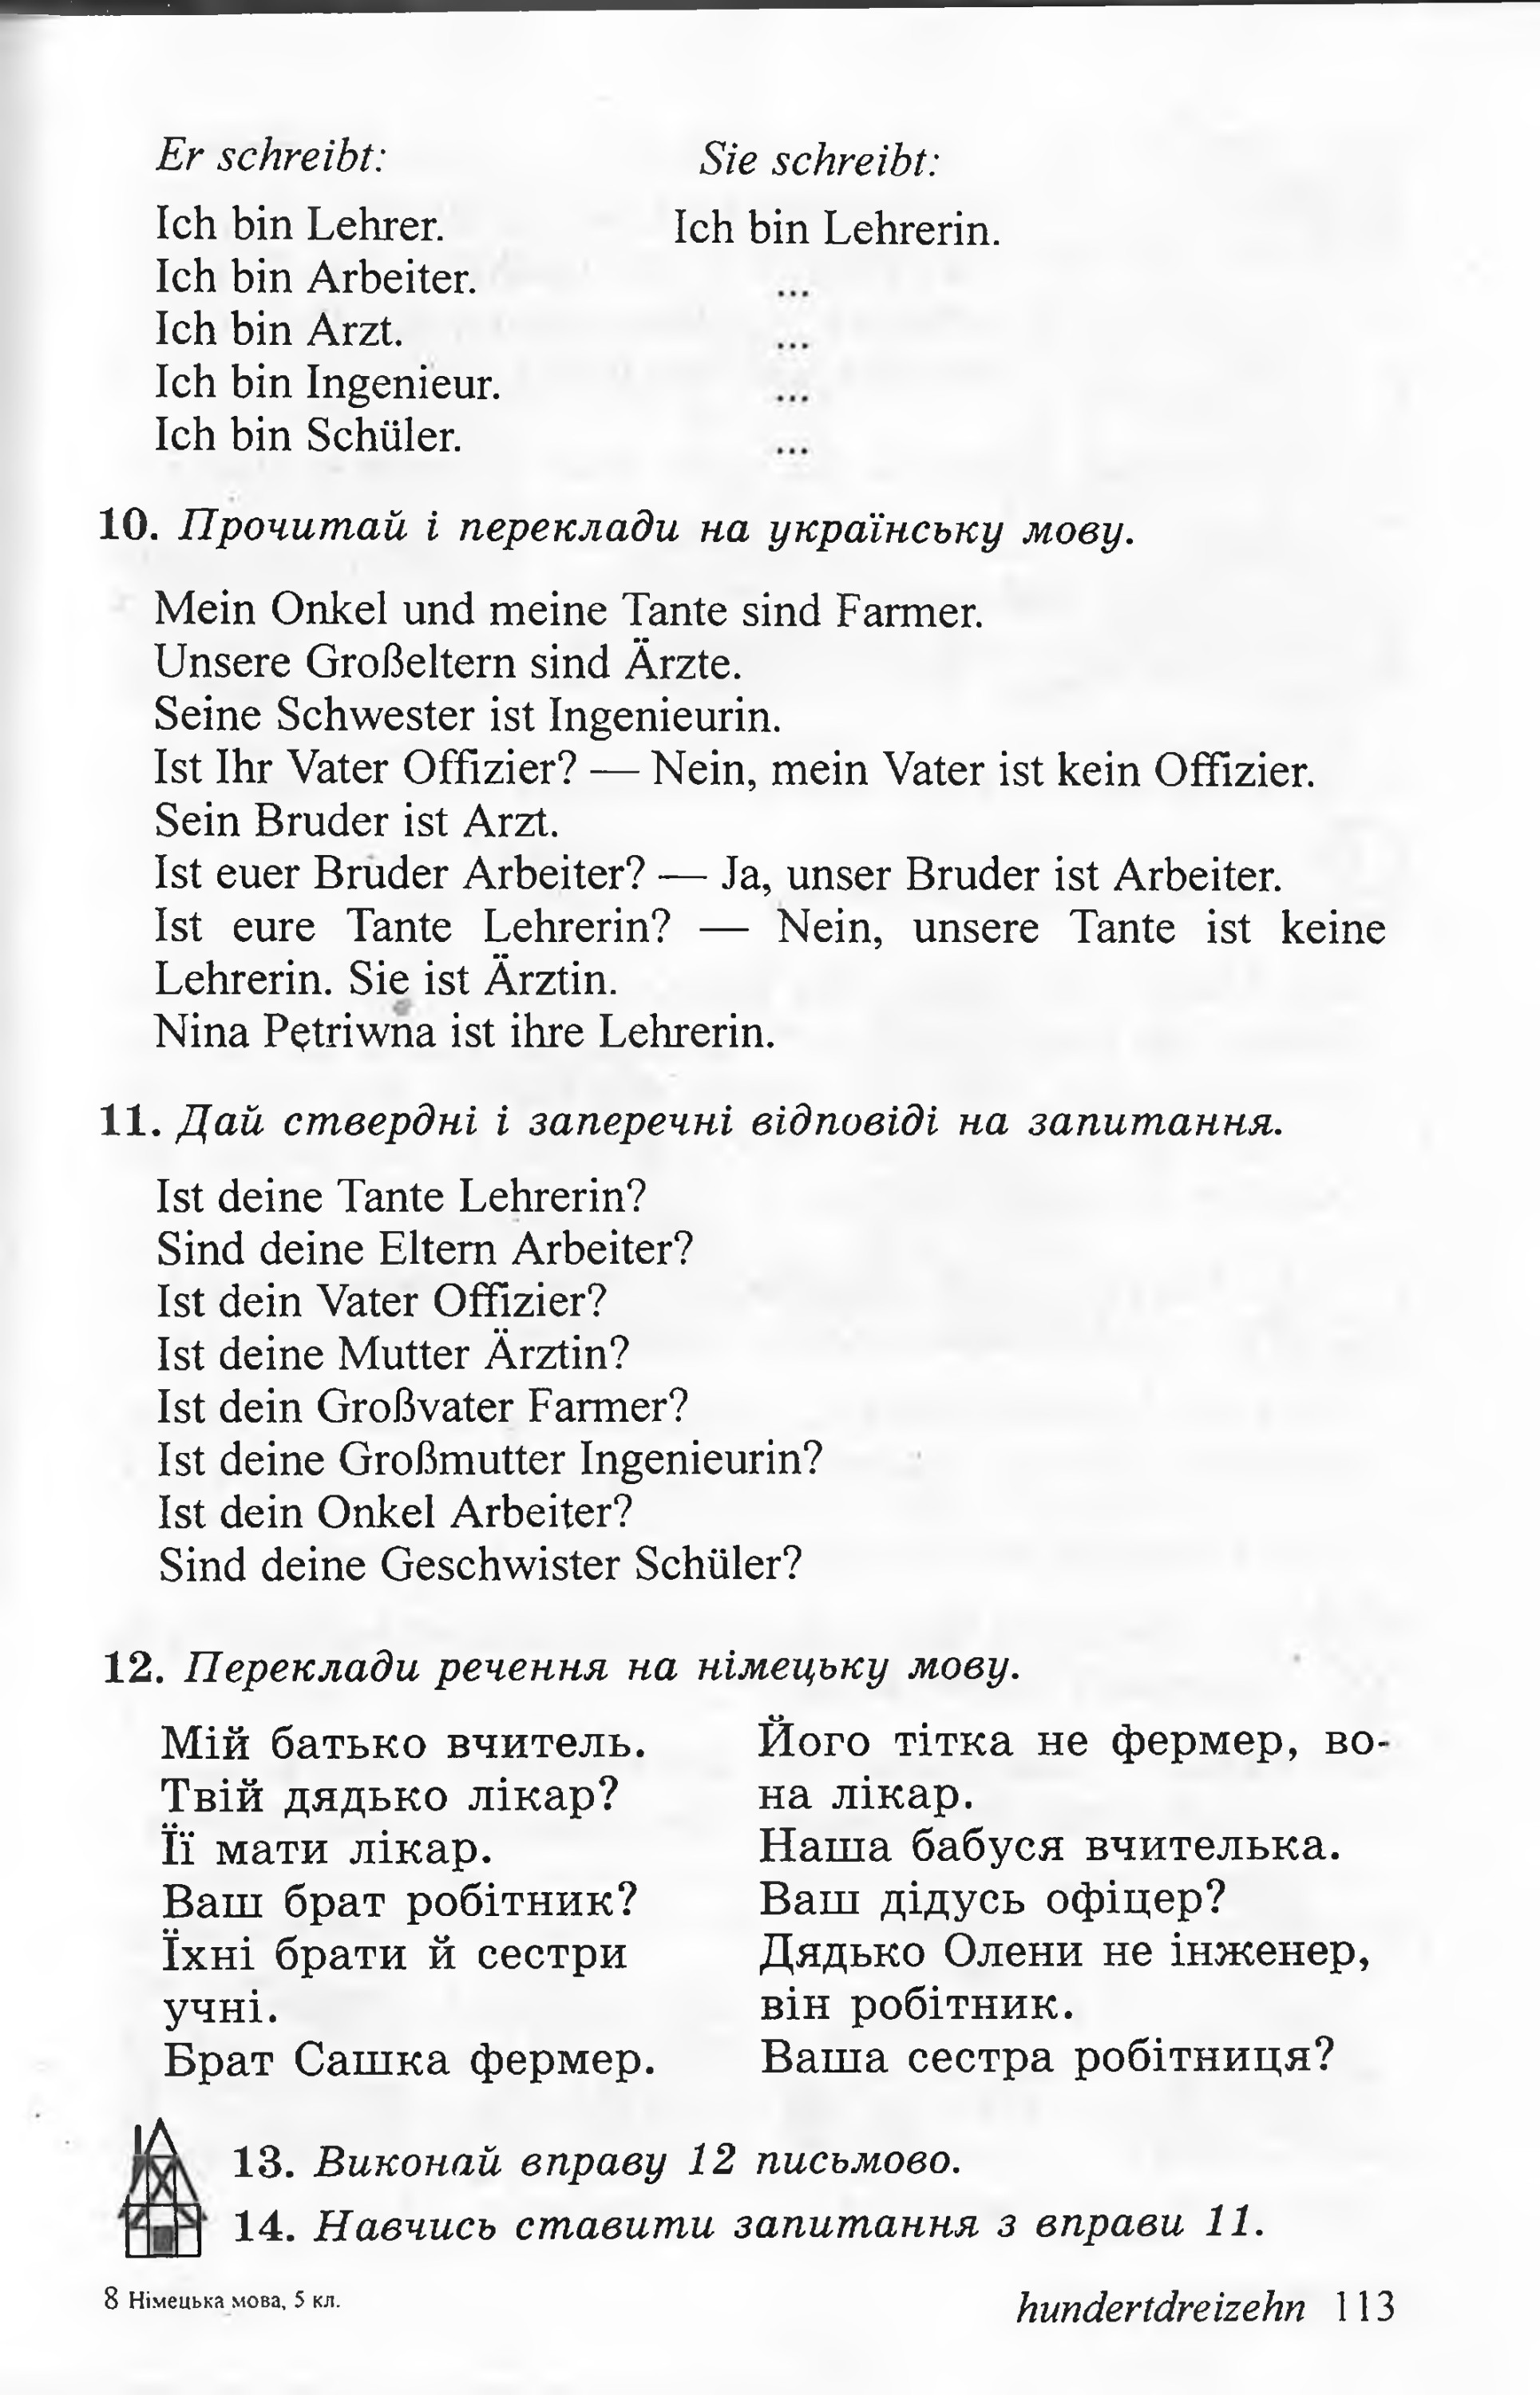 Er schreibt:
Sie schreibt:
Ich bin Lehrer.
Ich bin Lehrerin.
Ich bin Arbeiter.
...
Ich bin Arzt.
...
Ich bin Ingenieur.
...
Ich bin Schüler.
...
10. Прочитай і переклади на українську мову.
Mein Onkel und meine Tante sind Farmer.
Unsere Großeltern sind Ärzte.
Seine Schwester ist Ingenieurin.
Ist Ihr Vater Offizier? — Nein, mein Vater ist kein Offizier.
Sein Bruder ist Arzt.
Ist euer Bruder Arbeiter? — Ja, unser Bruder ist Arbeiter.
Ist eure Tante Lehrerin? — Nein, unsere Tante ist keine
Lehrerin. Sie ist Ärztin.
Nina Petriwna ist ihre Lehrerin.
11. Дай ствердні і заперечні відповіді на запитання.
Ist deine Tante Lehrerin?
Sind deine Eltern Arbeiter?
Ist dein Vater Offizier?
Ist deine Mutter Ärztin?
Ist dein Großvater Farmer?
Ist deine Großmutter Ingenieurin?
Ist dein Onkel Arbeiter?
Sind deine Geschwister Schüler?
12. Переклади речення на німецьку мову.
Мій батько вчитель.
Твій дядько лікар?
Її мати лікар.
Ваш брат робітник?
Їхні брати й сестри
учні.
Брат Сашка фермер.
Його тітка не фермер, во-
на лікар.
Наша бабуся вчителька.
Ваш дідусь офіцер?
Дядько Олени не інженер,
він робітник.
Ваша сестра робітниця?
13. Виконай вправу 12 письмово.
14. Навчись ставити запитання з вправи 11.
8 Німецька мова, 5 кл.
hundertdreizehn 113